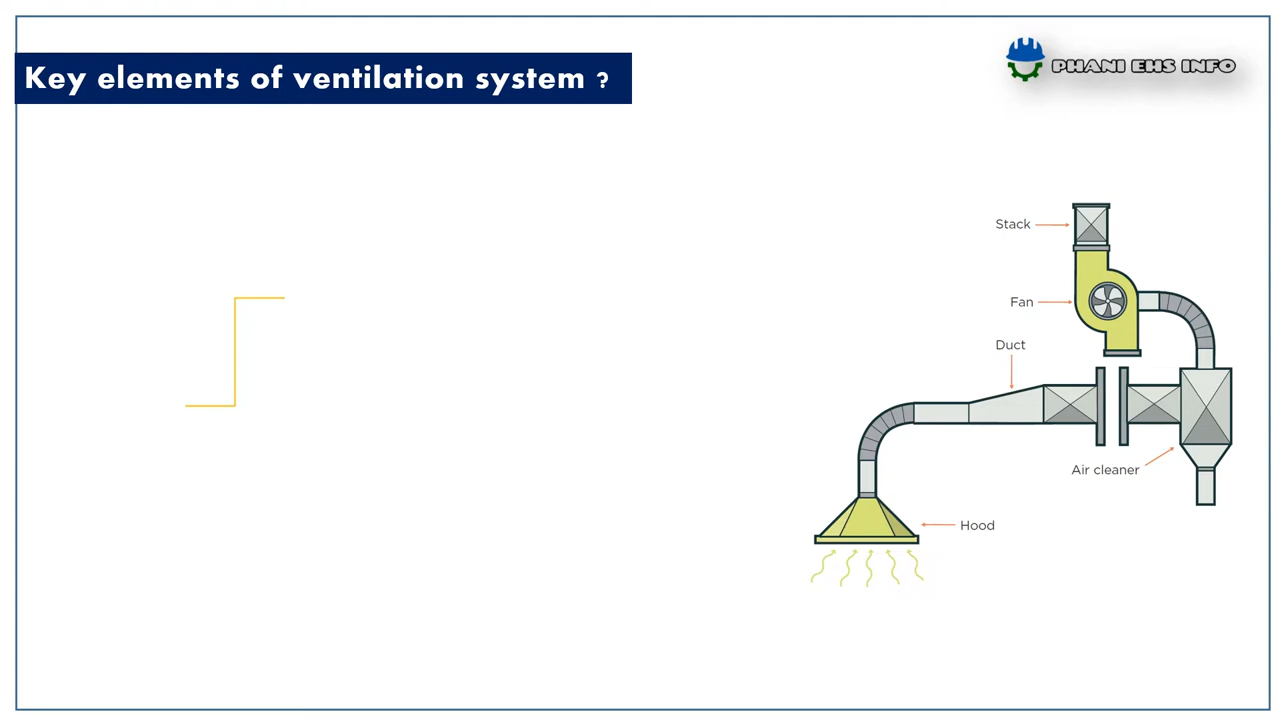 Key elements of ventilation system ?
PHANI EHS INFO
Stack
Fan
Duct
Air cleaner
Hood